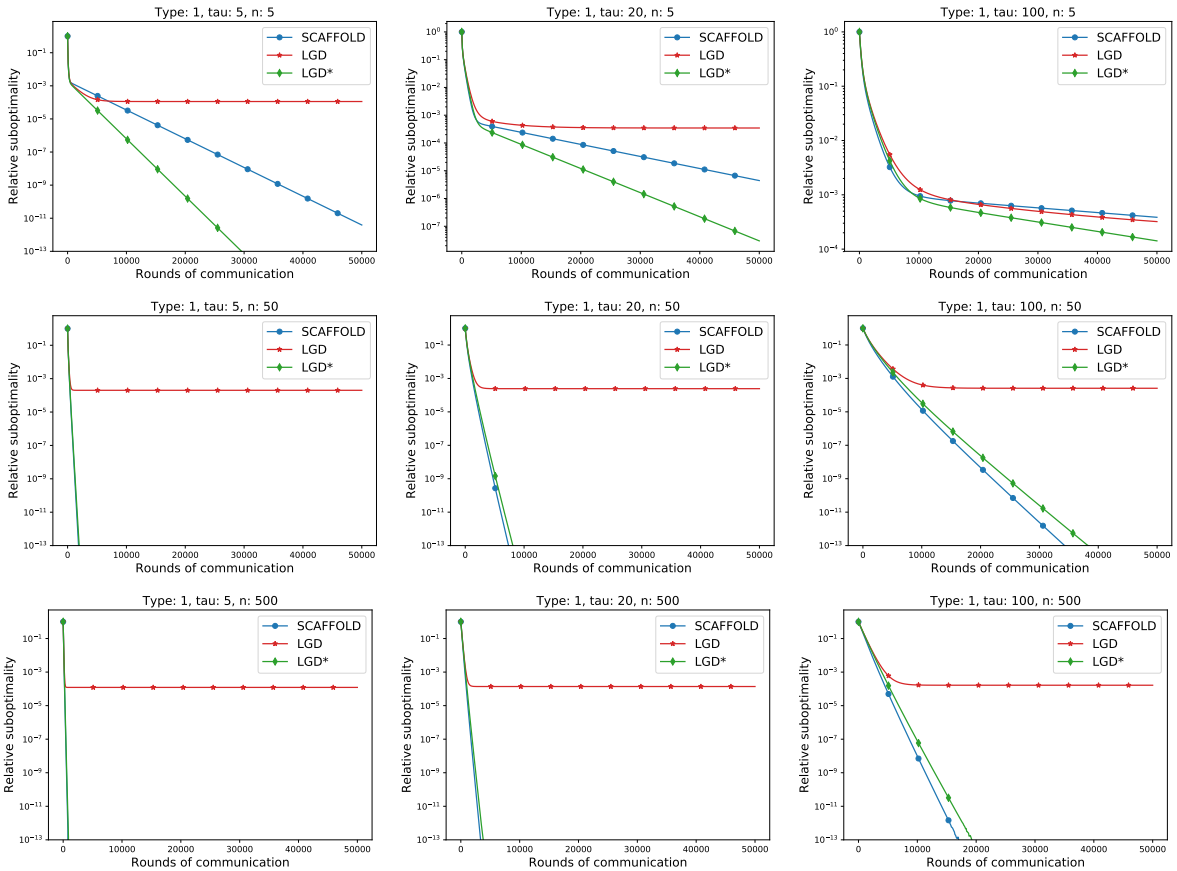 Type: 1, tau: 5, n: 5
Relative suboptimality
10⁻¹
10⁻³
10⁻⁵
10⁻⁷
10⁻⁹
10⁻¹¹
10⁻¹³
SCAFFOLD
LGD
LGD*
0 10000 20000 30000 40000 50000
Rounds of communication
Type: 1, tau: 20, n: 5
Relative suboptimality
10⁰
10⁻¹
10⁻²
10⁻³
10⁻⁴
10⁻⁵
10⁻⁶
10⁻⁷
SCAFFOLD
LGD
LGD*
0 10000 20000 30000 40000 50000
Rounds of communication
Type: 1, tau: 100, n: 5
Relative suboptimality
10⁰
10⁻¹
10⁻²
10⁻³
10⁻⁴
SCAFFOLD
LGD
LGD*
0 10000 20000 30000 40000 50000
Rounds of communication
Type: 1, tau: 5, n: 50
Relative suboptimality
10⁻¹
10⁻³
10⁻⁵
10⁻⁷
10⁻⁹
10⁻¹¹
10⁻¹³
SCAFFOLD
LGD
LGD*
0 10000 20000 30000 40000 50000
Rounds of communication
Type: 1, tau: 20, n: 50
Relative suboptimality
10⁻¹
10⁻³
10⁻⁵
10⁻⁷
10⁻⁹
10⁻¹¹
10⁻¹³
SCAFFOLD
LGD
LGD*
0 10000 20000 30000 40000 50000
Rounds of communication
Type: 1, tau: 100, n: 50
Relative suboptimality
10⁻¹
10⁻³
10⁻⁵
10⁻⁷
10⁻⁹
10⁻¹¹
10⁻¹³
SCAFFOLD
LGD
LGD*
0 10000 20000 30000 40000 50000
Rounds of communication
Type: 1, tau: 5, n: 500
Relative suboptimality
10⁻¹
10⁻³
10⁻⁵
10⁻⁷
10⁻⁹
10⁻¹¹
10⁻¹³
SCAFFOLD
LGD
LGD*
0 10000 20000 30000 40000 50000
Rounds of communication
Type: 1, tau: 20, n: 500
Relative suboptimality
10⁻¹
10⁻³
10⁻⁵
10⁻⁷
10⁻⁹
10⁻¹¹
10⁻¹³
SCAFFOLD
LGD
LGD*
0 10000 20000 30000 40000 50000
Rounds of communication
Type: 1, tau: 100, n: 500
Relative suboptimality
10⁻¹
10⁻³
10⁻⁵
10⁻⁷
10⁻⁹
10⁻¹¹
10⁻¹³
SCAFFOLD
LGD
LGD*
0 10000 20000 30000 40000 50000
Rounds of communication